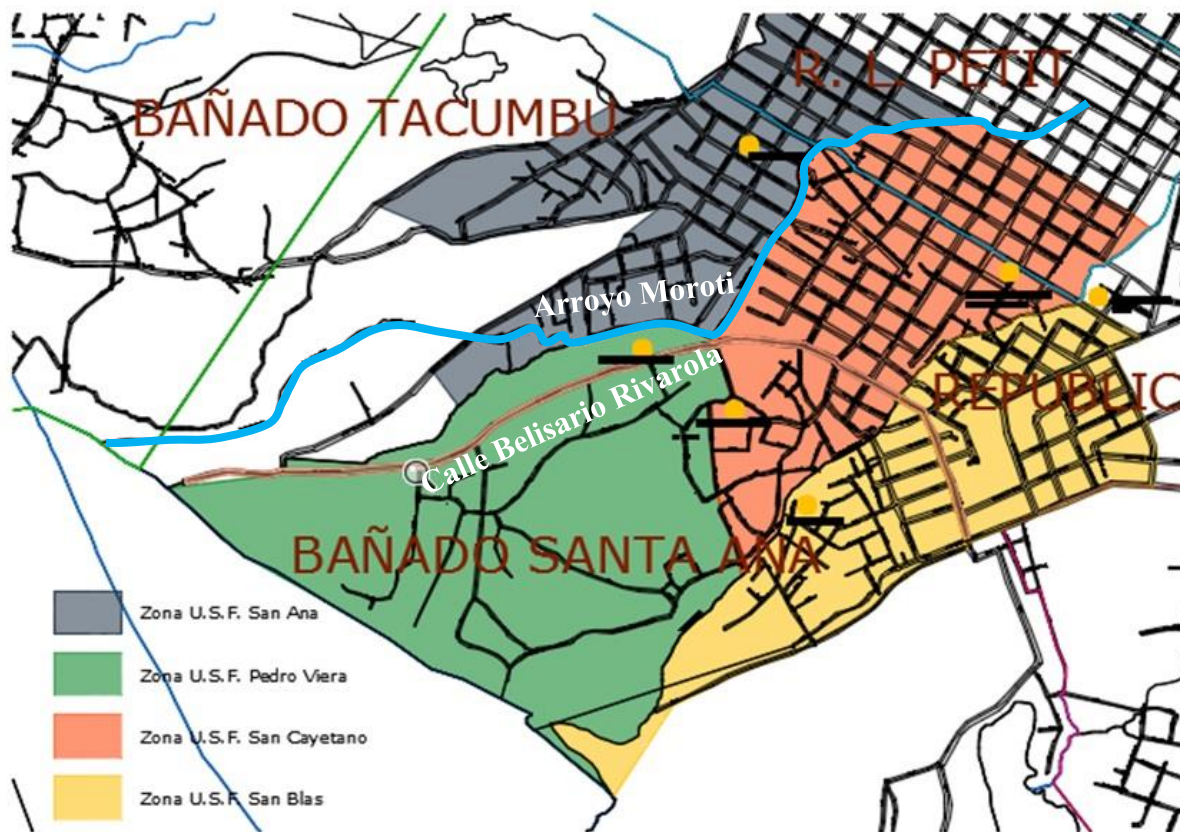 R. L. PETIT
BAÑADO TACUMBU
Arroyo Moroti
Calle Belisario Rivarola
REPUBLIC
BAÑADO SANTA ANA
Zona U.S.F. San Ana
Zona U.S.F. Pedro Viera
Zona U.S.F. San Cayetano
Zona U.S.F. San Blas